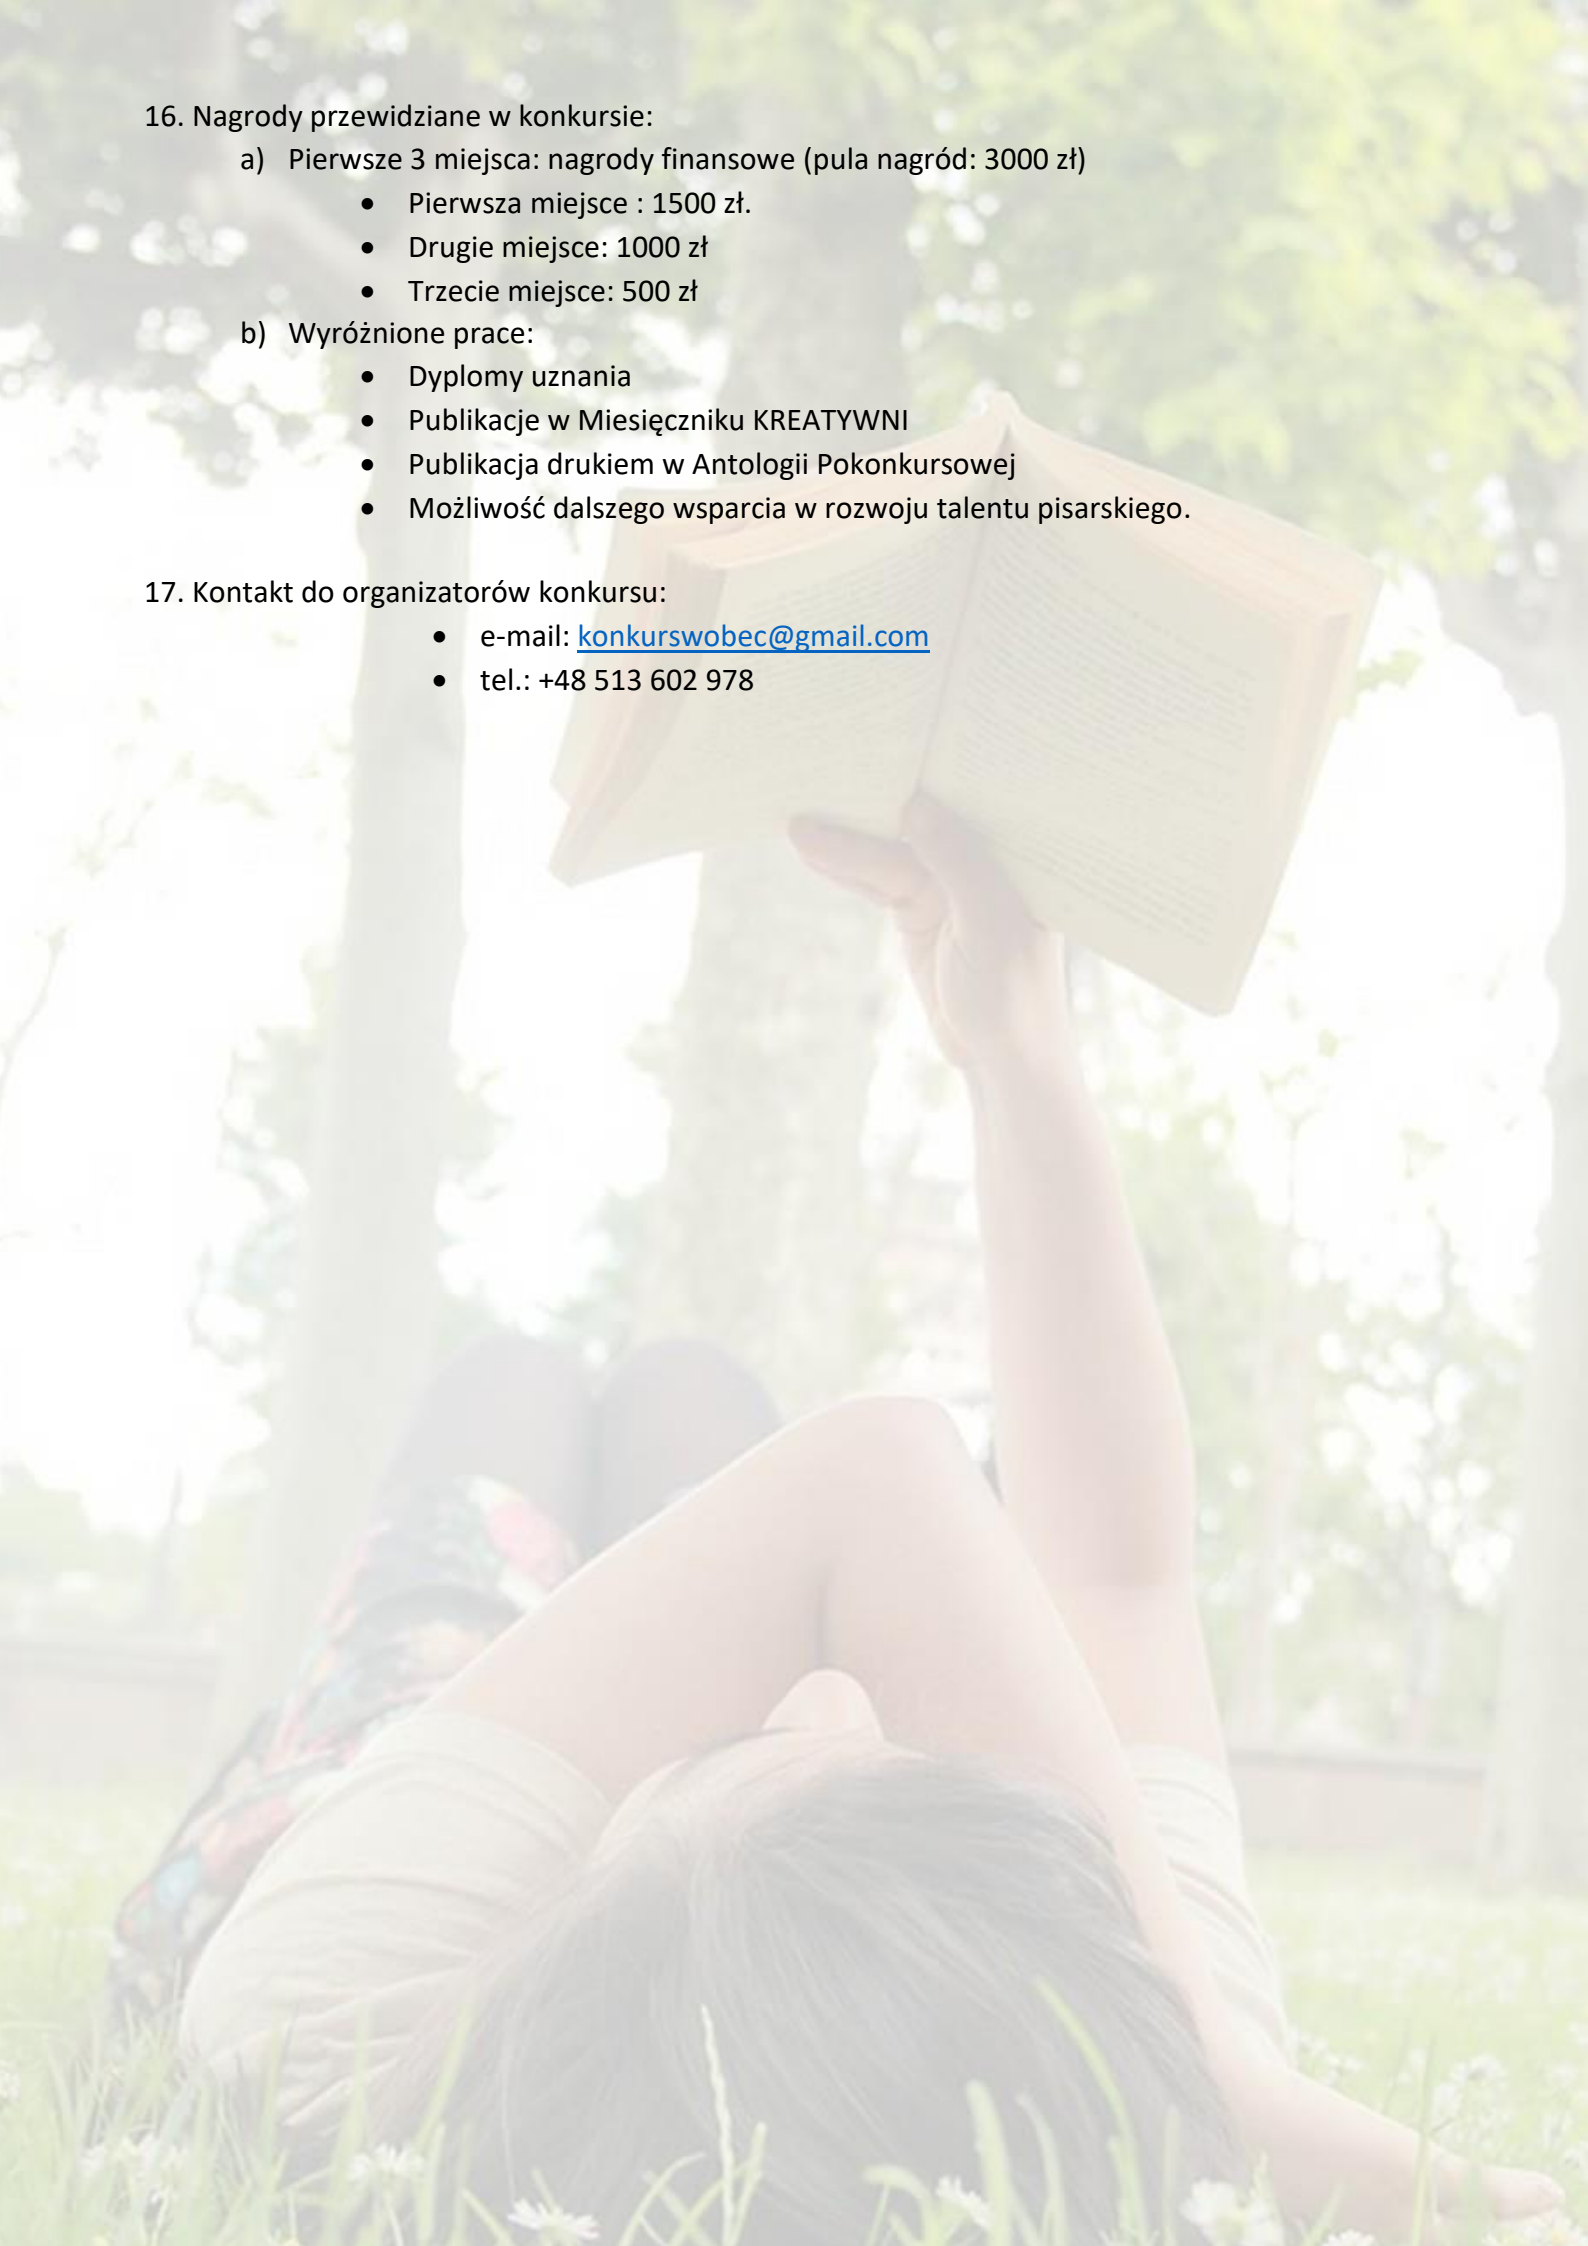 16. Nagrody przewidziane w konkursie:
a) Pierwsze 3 miejsca: nagrody finansowe (pula nagród: 3000 zł)
• Pierwsza miejsce : 1500 zł.
• Drugie miejsce: 1000 zł
• Trzecie miejsce: 500 zł
b) Wyróżnione prace:
• Dyplomy uznania
• Publikacje w Miesięczniku KREATYWNI
• Publikacja drukiem w Antologii Pokonkursowej
• Możliwość dalszego wsparcia w rozwoju talentu pisarskiego.
17. Kontakt do organizatorów konkursu:
• e-mail: konkurswobec@gmail.com
• tel.: +48 513 602 978